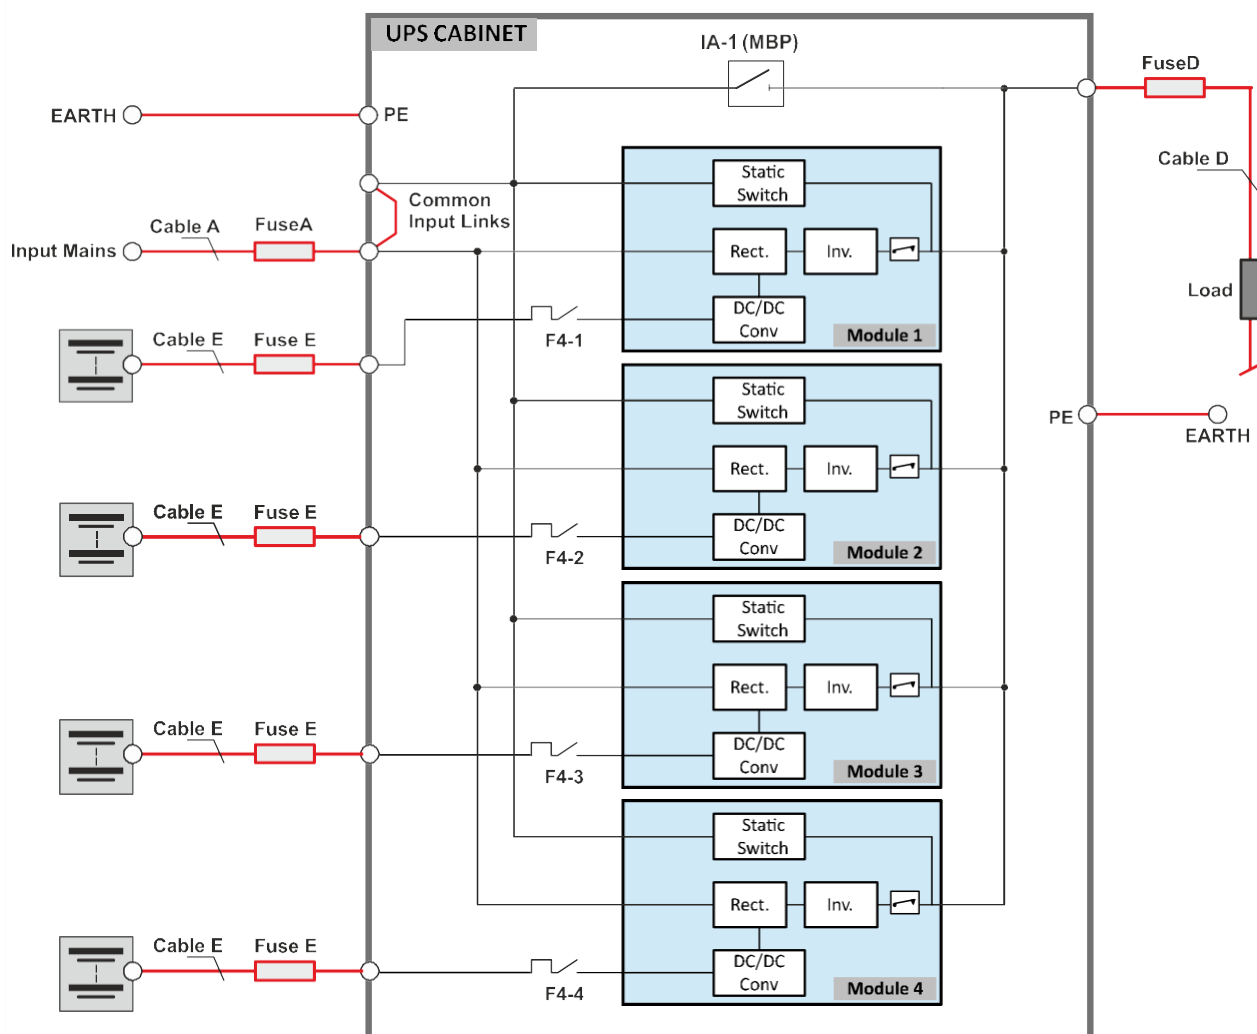 UPS CABINET
IA-1 (MBP)
FuseD
EARTH
PE
Cable D
Common
Input Links
Cable A
FuseA
Input Mains
Static
Switch
Rect.
Inv.
DC/DC
Conv
Module 1
F4-1
Load
Cable E
Fuse E
Static
Switch
PE
EARTH
Rect.
Inv.
DC/DC
Conv
Module 2
F4-2
Cable E
Fuse E
Static
Switch
Rect.
Inv.
DC/DC
Conv
Module 3
F4-3
Cable E
Fuse E
Static
Switch
Rect.
Inv.
DC/DC
Conv
Module 4
F4-4
Cable E
Fuse E